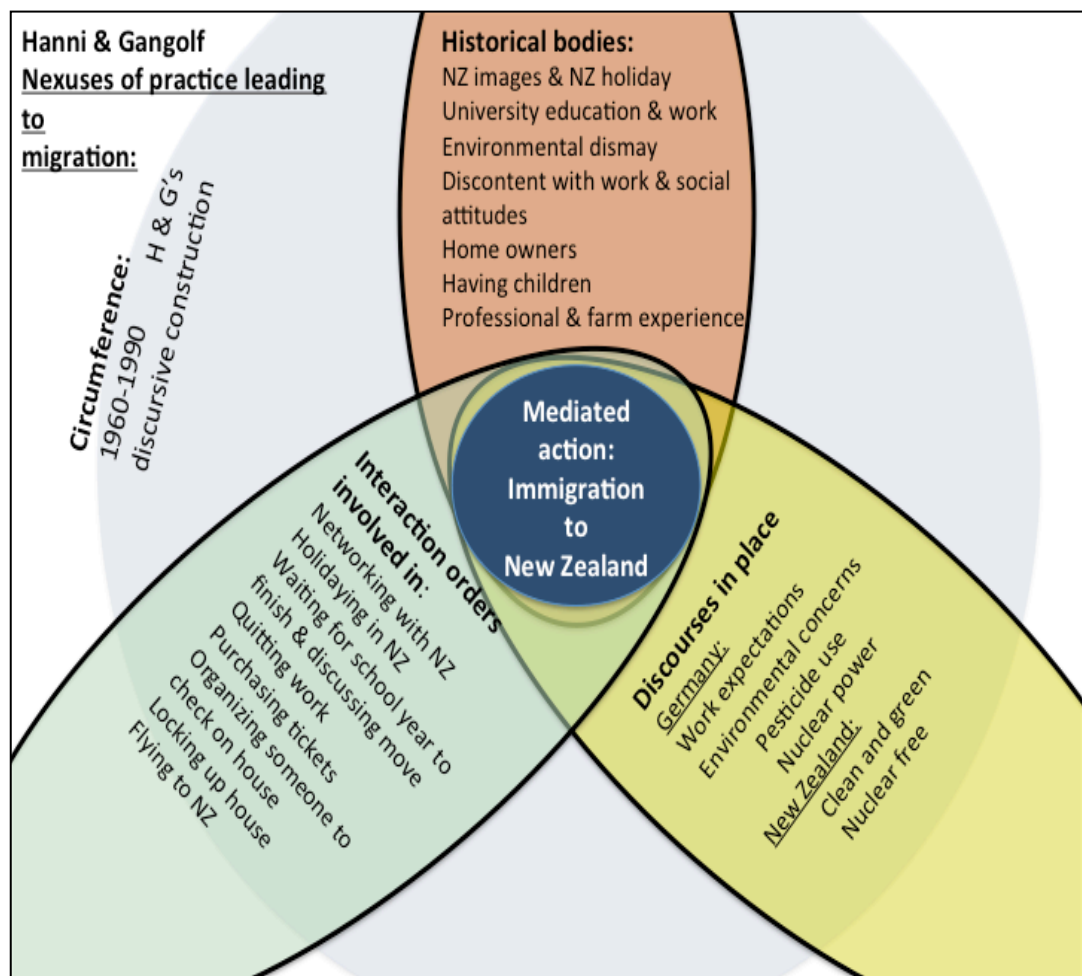 Hanni & Gangolf
Nexuses of practice leading
to
migration:
Circumference:
1960-1990 H & G's
discursive construction
Historical bodies:
NZ images & NZ holiday
University education & work
Environmental dismay
Discontent with work & social
attitudes
Home owners
Having children
Professional & farm experience
Mediated
action:
Immigration
to
New Zealand
Interaction orders
involved in:
Networking with NZ
Holidaying in NZ
Waiting for school year to
finish & discussing move
Quitting work
Purchasing tickets
Organizing someone to
check on house
Locking up house
Flying to NZ
Discourses in place
Germany:
Work expectations
Environmental concerns
Pesticide use
Nuclear power
New Zealand:
Clean and green
Nuclear free